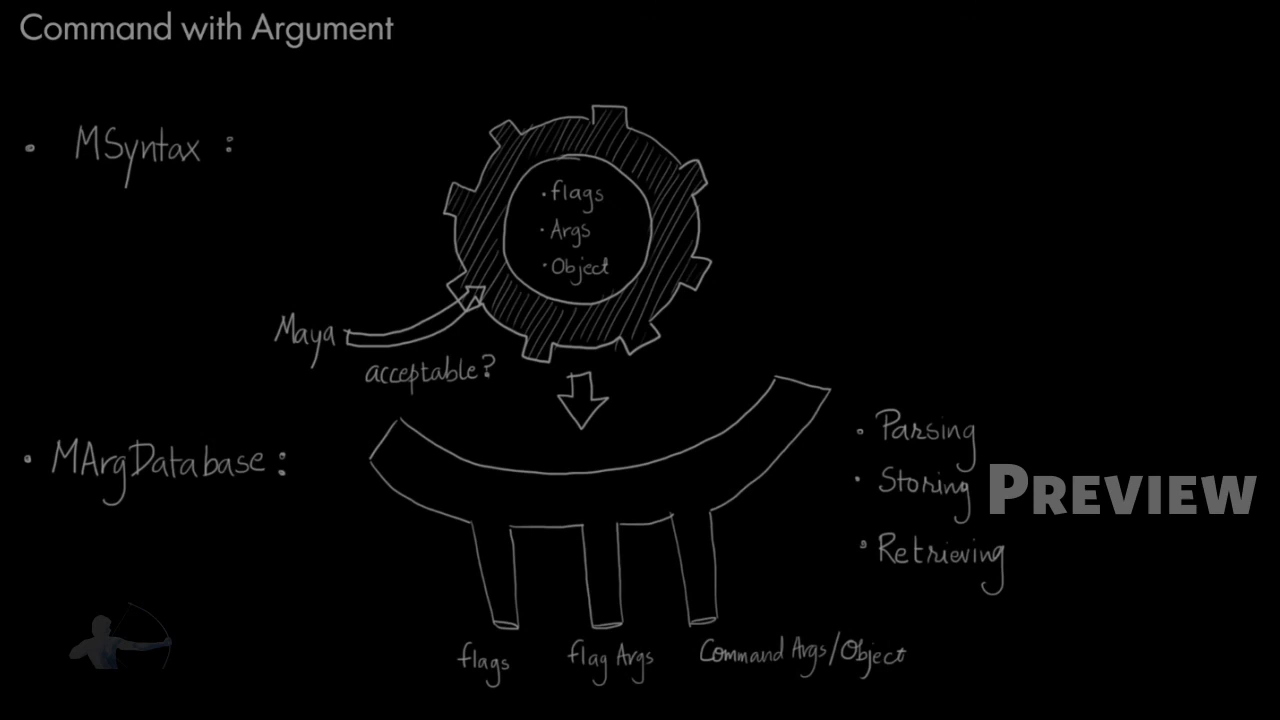 Command with Argument
• MSyntax :
• flags
• Args
• Object
Maya
acceptable?
• MArgDatabase :
• Parsing
• Storing
• Retrieving
PREVIEW
flags
flag Args
Command Args/Object